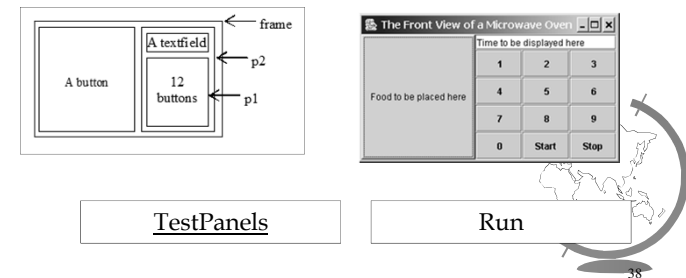 frame
A textfield
p2
A button
12
buttons
p1
The Front View of a Microwave Oven
Time to be displayed here
Food to be placed here
1 2 3
4 5 6
7 8 9
0 Start Stop
TestPanels
Run
38